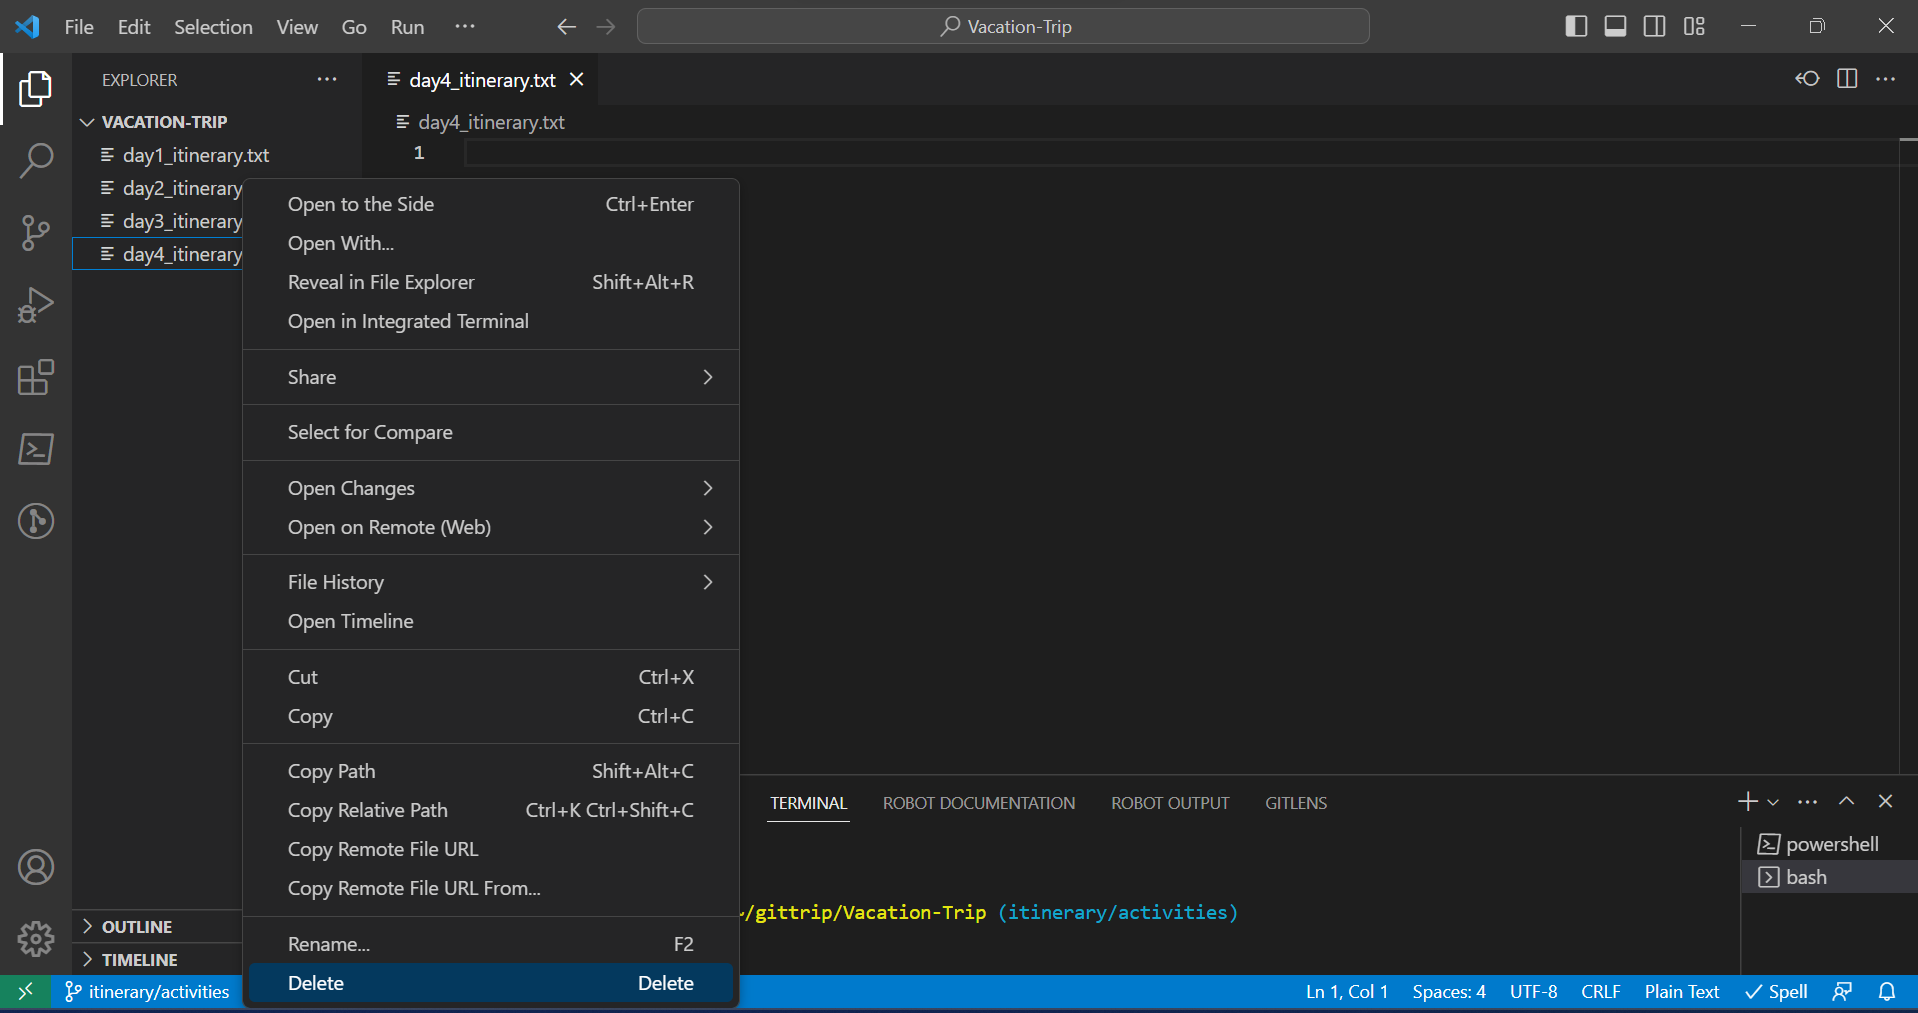 File Edit Selection View Go Run ··· Vacation-Trip
EXPLORER ···
VACATION-TRIP
day1_itinerary.txt
day2_itinerary
day3_itinerary
day4_itinerary
day4_itinerary.txt
day4_itinerary.txt
1
Open to the Side Ctrl+Enter
Open With...
Reveal in File Explorer Shift+Alt+R
Open in Integrated Terminal
Share
Select for Compare
Open Changes
Open on Remote (Web)
File History
Open Timeline
Cut Ctrl+X
Copy Ctrl+C
Copy Path Shift+Alt+C
Copy Relative Path Ctrl+K Ctrl+Shift+C
Copy Remote File URL
Copy Remote File URL From...
Rename... F2
Delete Delete
TERMINAL ROBOT DOCUMENTATION ROBOT OUTPUT GITLENS
powershell
bash
~/gittrip/Vacation-Trip (itinerary/activities)
OUTLINE
TIMELINE
itinerary/activities Ln 1, Col 1 Spaces: 4 UTF-8 CRLF Plain Text Spell